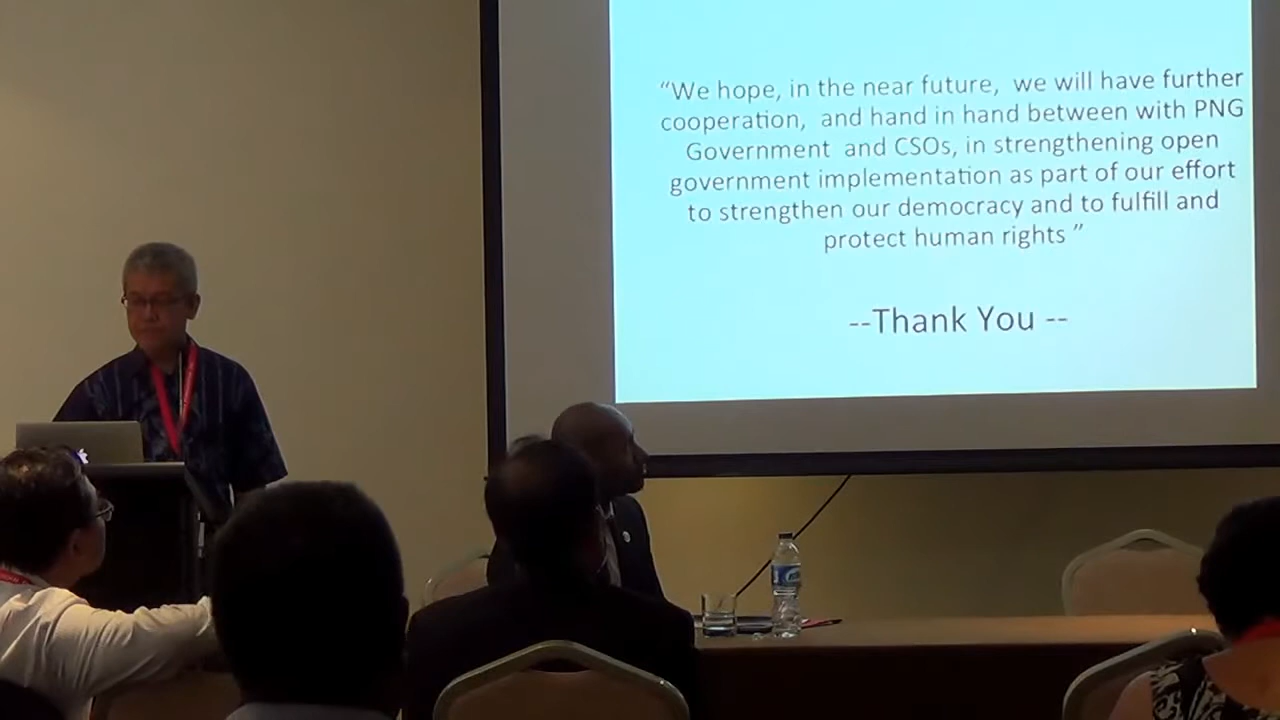 “We hope, in the near future,  we will have further
cooperation,  and hand in hand between with PNG
Government  and CSOs, in strengthening open
government implementation as part of our effort
to strengthen our democracy and to fulfill and
protect human rights ”
--Thank You --